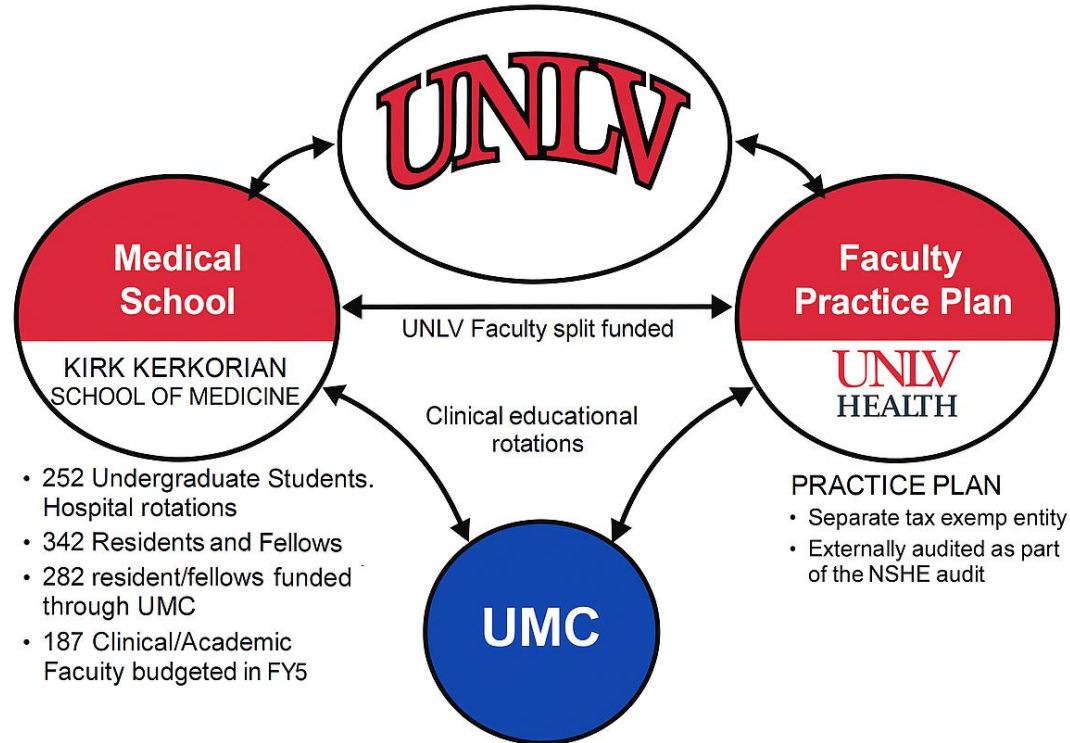 UNLV
Medical
School
KIRK KERKORIAN
SCHOOL OF MEDICINE
UNLV Faculty split funded
Faculty
Practice Plan
UNLV
HEALTH
Clinical educational
rotations
• 252 Undergraduate Students.
Hospital rotations
• 342 Residents and Fellows
• 282 resident/fellows funded
through UMC
• 187 Clinical/Academic
Facuity budgeted in FY5
PRACTICE PLAN
• Separate tax exemp entity
• Externally audited as part
of the NSHE audit
UMC